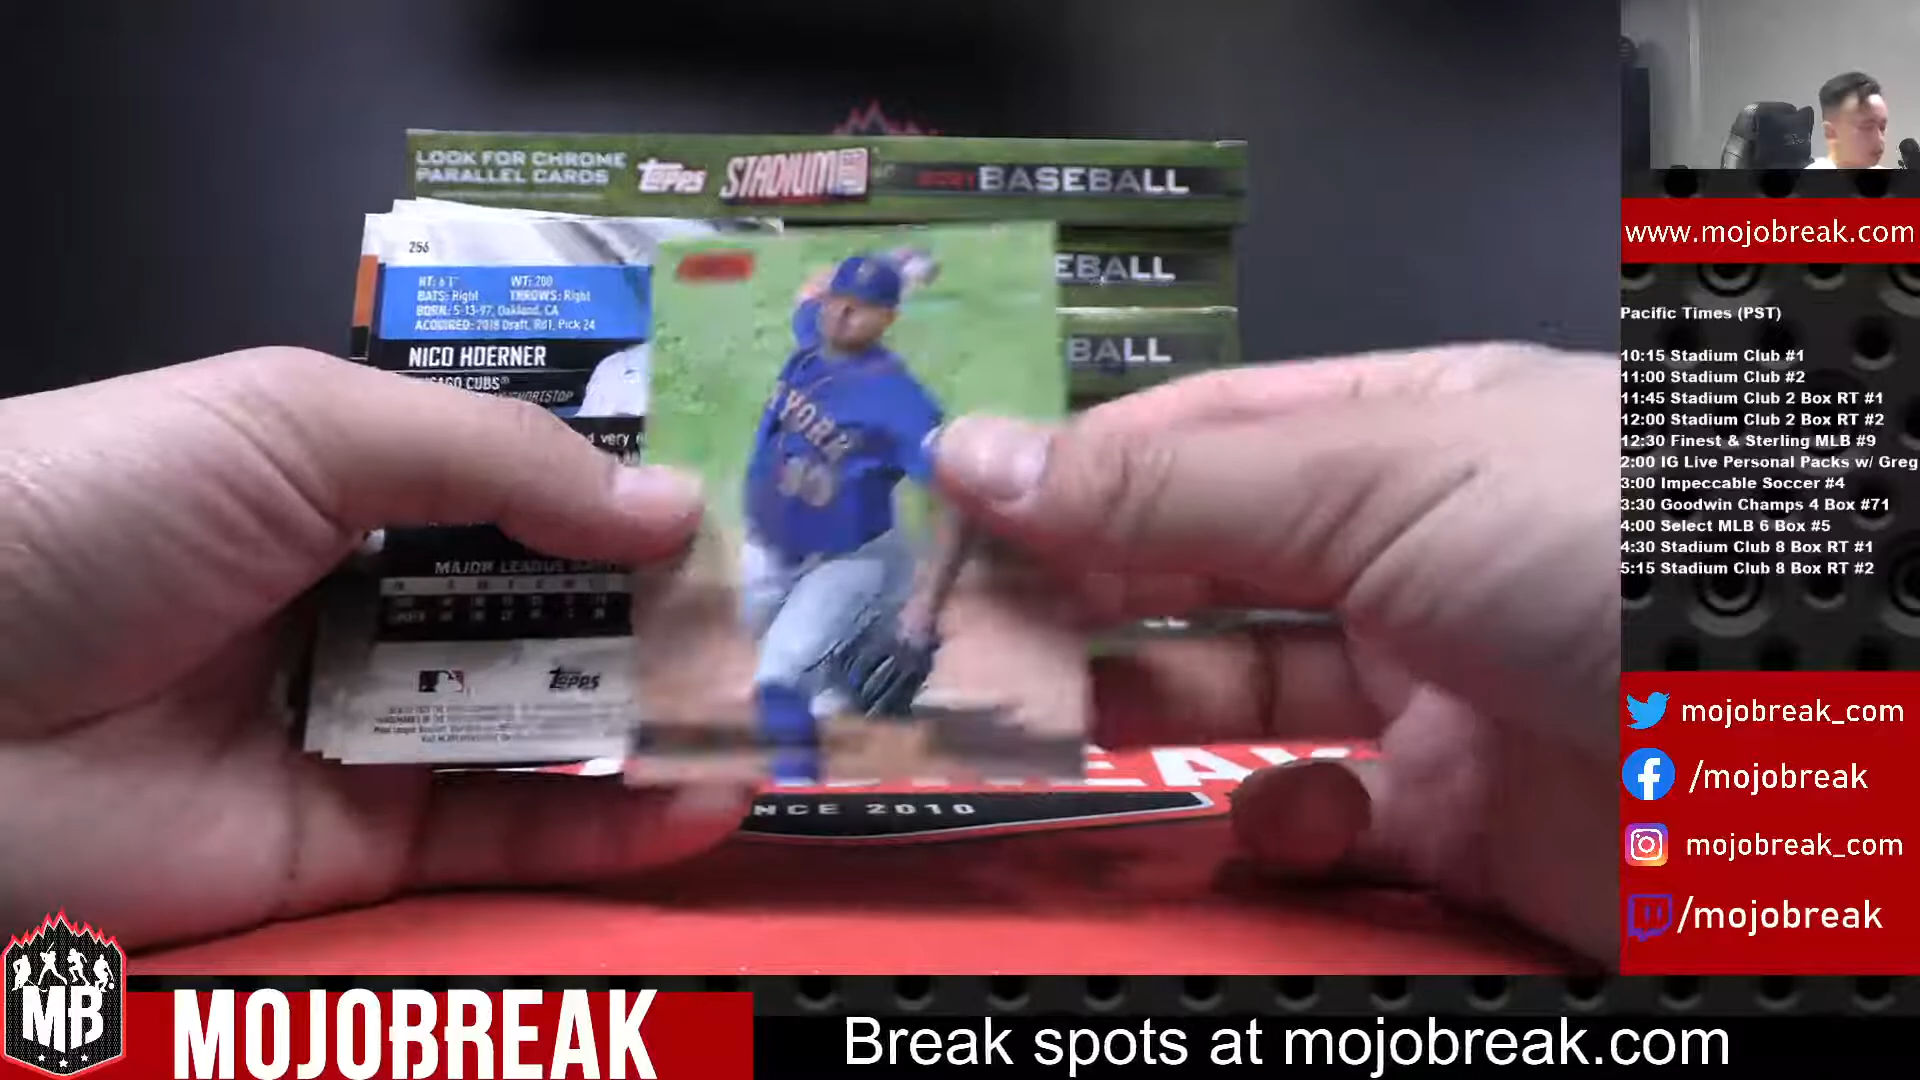 LOOK FOR CHROME
PARALLEL CARDS
Topps STADIUM 2021 BASEBALL
EBALL
BALL
256
HT: 6'1" WT: 200
BATS: Right THROWS: Right
BORN: 5-13-97, Oakland, CA
ACQUIRED: 2018 Draft, Rd1, Pick 24
NICO HOERNER
CUBS®
SHORTSTOP
very
MAJOR LEAGUE
Topps
YORK
NCE 2010
www.mojobreak.com
Pacific Times (PST)
10:15 Stadium Club #1
11:00 Stadium Club #2
11:45 Stadium Club 2 Box RT #1
12:00 Stadium Club 2 Box RT #2
12:30 Finest & Sterling MLB #9
2:00 IG Live Personal Packs w/ Greg
3:00 Impeccable Soccer #4
3:30 Goodwin Champs 4 Box #71
4:00 Select MLB 6 Box #5
4:30 Stadium Club 8 Box RT #1
5:15 Stadium Club 8 Box RT #2
mojobreak_com
/mojobreak
mojobreak_com
/mojobreak
MB
MOJOBREAK
Break spots at mojobreak.com